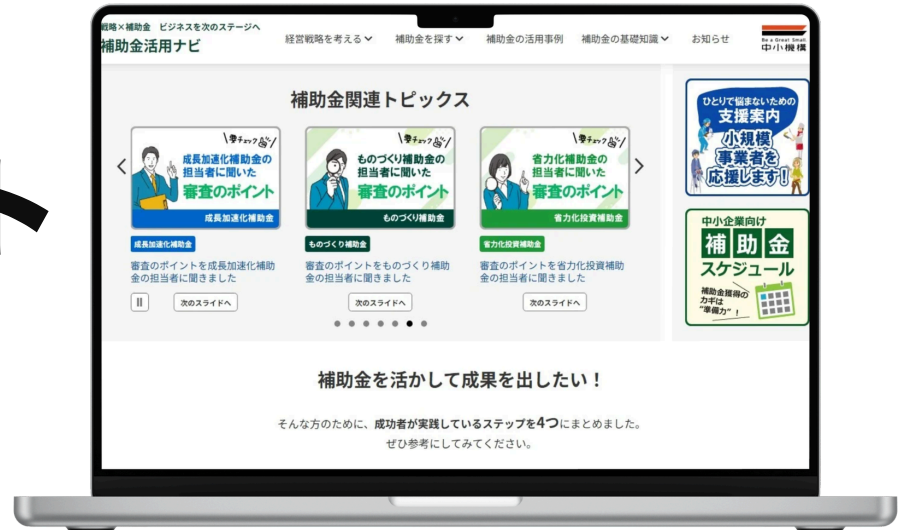 戦略×補助金 ビジネスを次のステージへ
補助金活用ナビ
経営戦略を考える
補助金を探す
補助金の活用事例
補助金の基礎知識
お知らせ
Be a Great Small
中小機構
補助金関連トピックス
要チェック
成長加速化補助金の
担当者に聞いた
審査のポイント
成長加速化補助金
要チェック
ものづくり補助金の
担当者に聞いた
審査のポイント
ものづくり補助金
要チェック
省力化補助金の
担当者に聞いた
審査のポイント
省力化投資補助金
成長加速化補助金
審査のポイントを成長加速化補助
金の担当者に聞きました
ものづくり補助金
審査のポイントをものづくり補助
金の担当者に聞きました
省力化投資補助金
審査のポイントを省力化投資補助
金の担当者に聞きました
次のスライドへ
次のスライドへ
次のスライドへ
ひとりで悩まないための
支援案内
小規模
事業者を
応援します!
中小企業向け
補助金
スケジュール
補助金獲得の
カギは
"準備力"!
補助金を活かして成果を出したい！
そんな方のために、成功者が実践しているステップを4つにまとめました。
ぜひ参考にしてみてください。